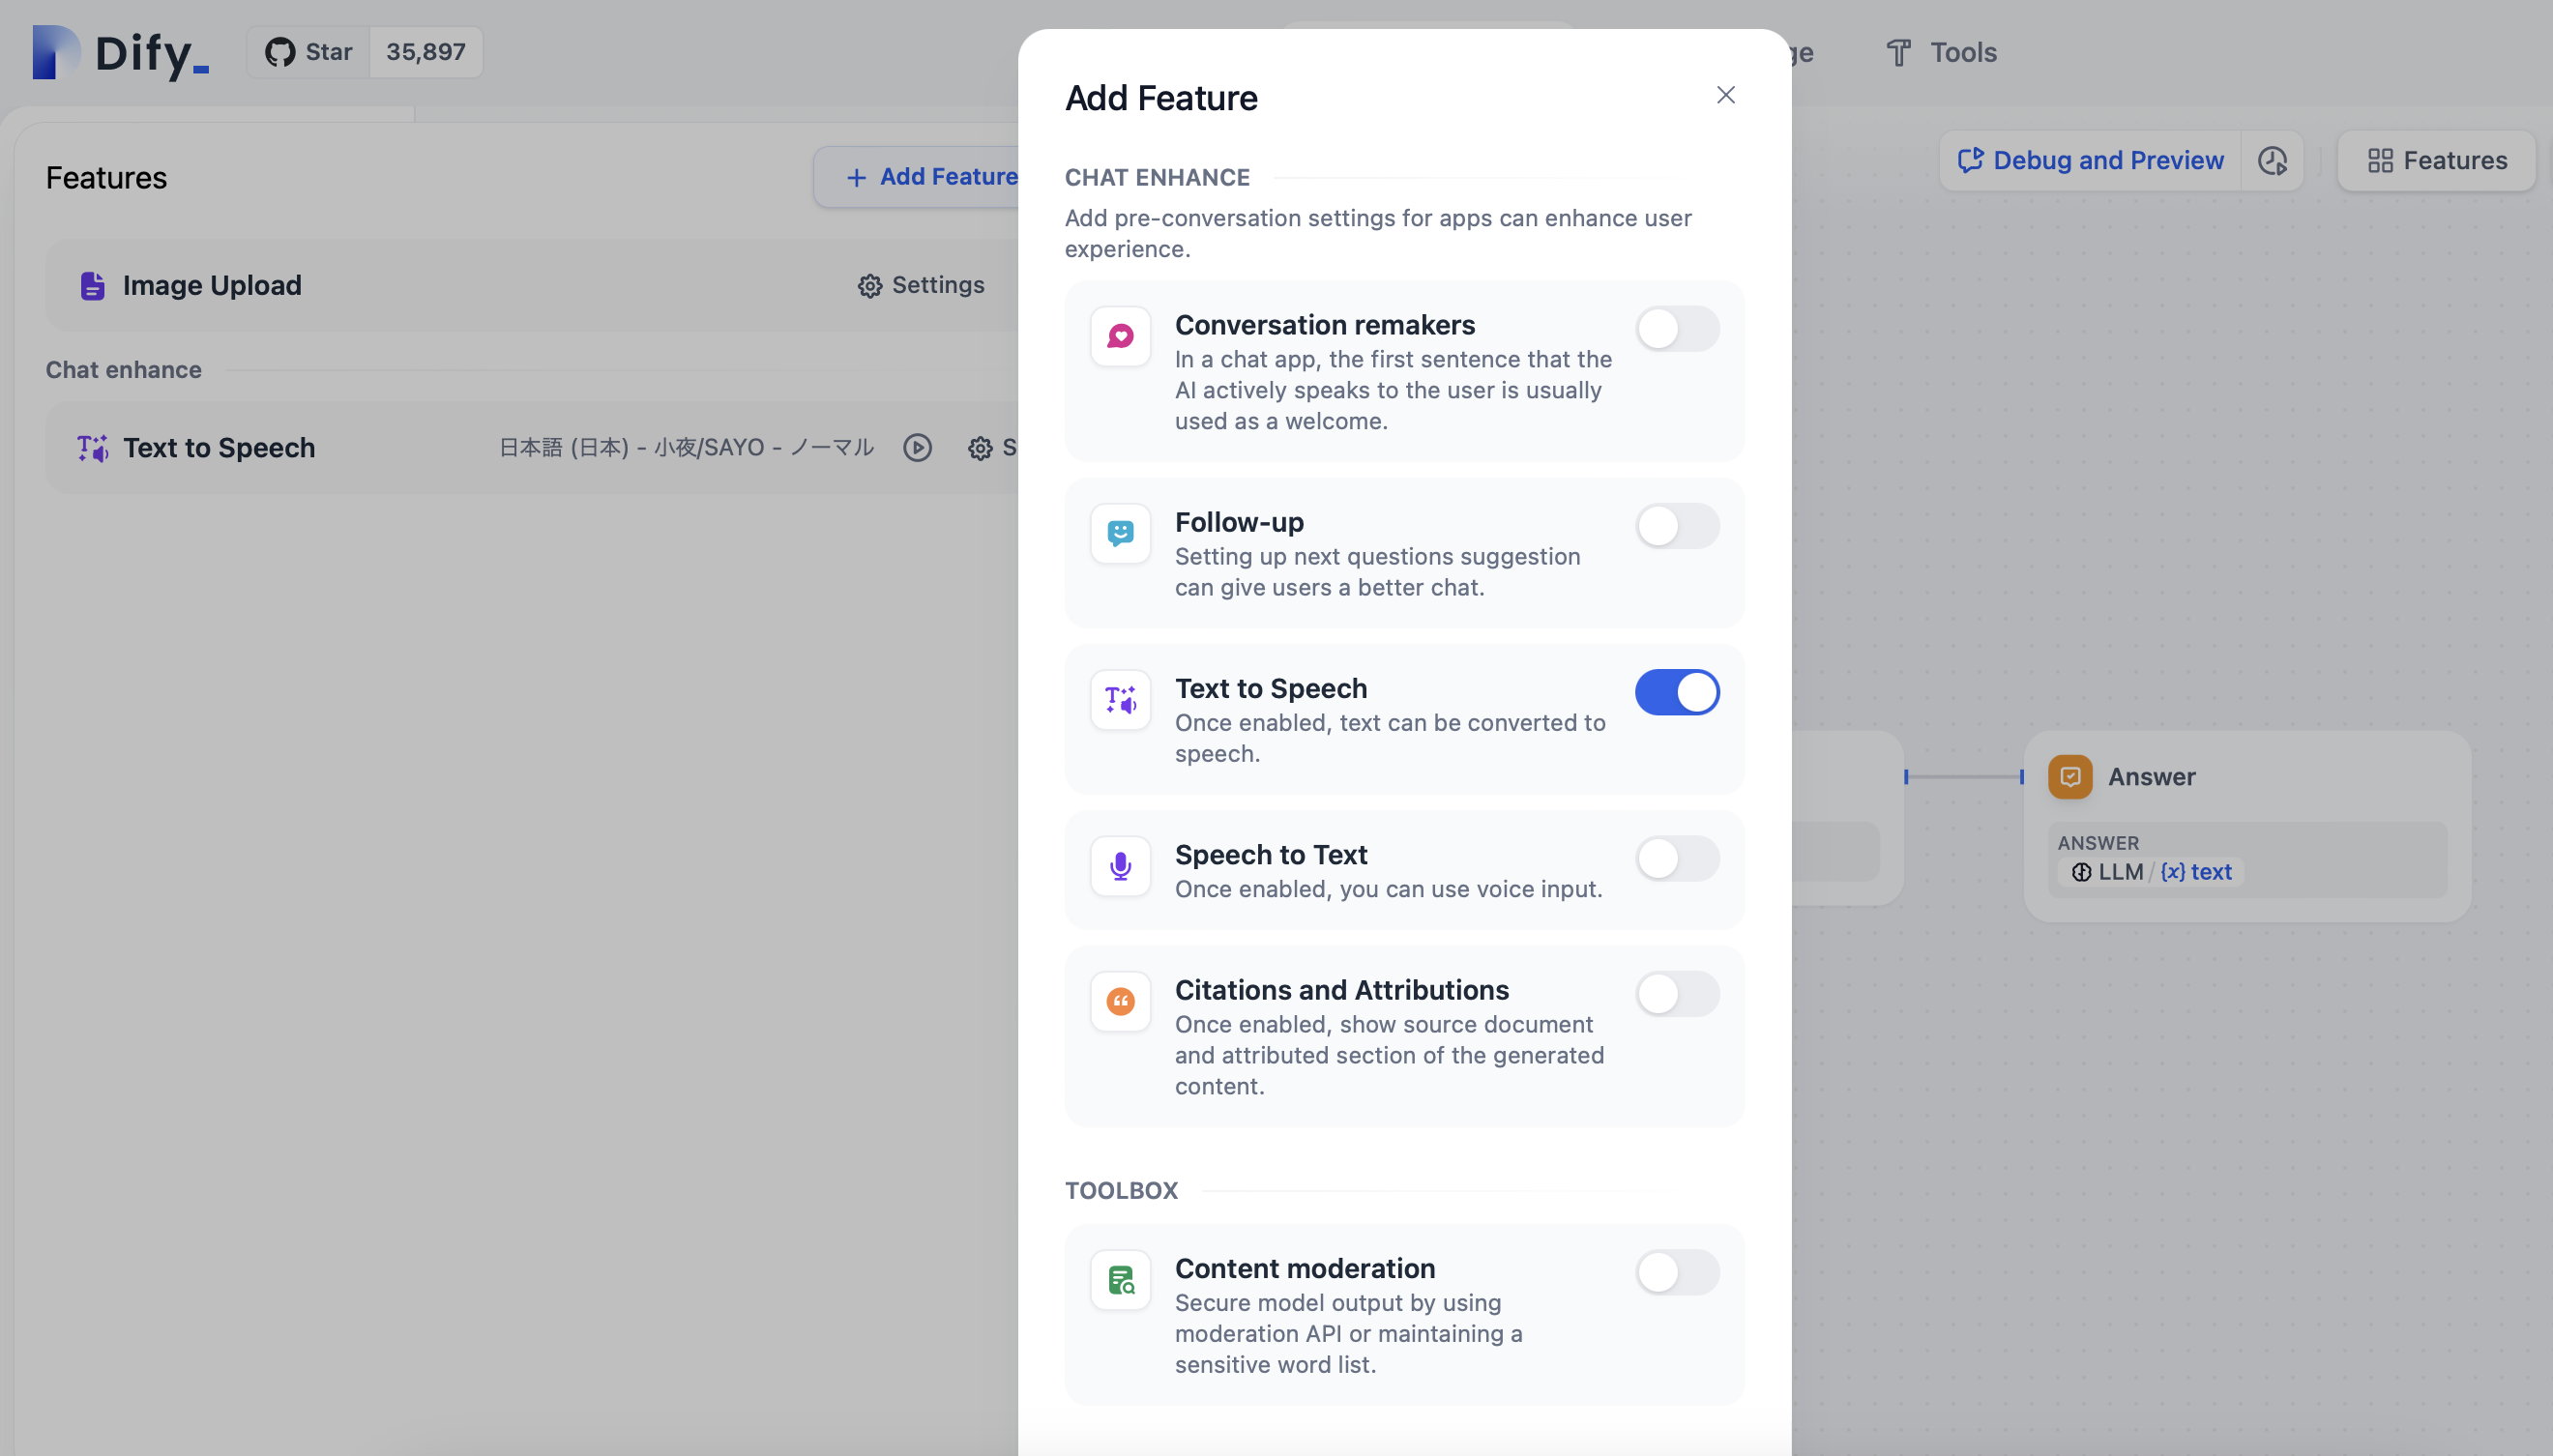 Dify_
Star 35,897
Tools
Features
Add Feature
Image Upload
Settings
Chat enhance
Text to Speech
日本語 (日本) - 小夜/SAYO - ノーマル
Add Feature
CHAT ENHANCE
Add pre-conversation settings for apps can enhance user
experience.
Conversation remakers
In a chat app, the first sentence that the
AI actively speaks to the user is usually
used as a welcome.
Follow-up
Setting up next questions suggestion
can give users a better chat.
Text to Speech
Once enabled, text can be converted to
speech.
Speech to Text
Once enabled, you can use voice input.
Citations and Attributions
Once enabled, show source document
and attributed section of the generated
content.
TOOLBOX
Content moderation
Secure model output by using
moderation API or maintaining a
sensitive word list.
Debug and Preview
Features
Answer
ANSWER
LLM / {x} text